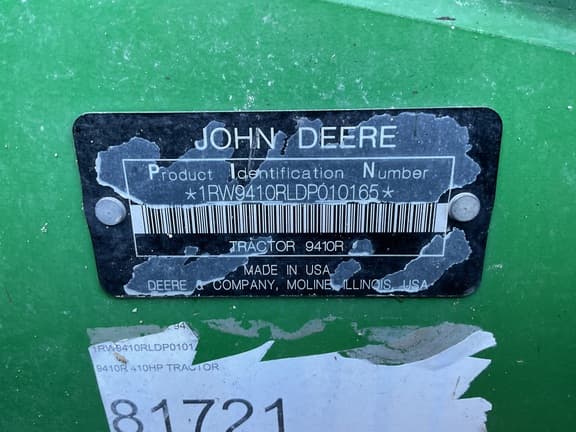 JOHN DEERE
Product Identification Number
*1RW9410RLDP010165*
TRACTOR 9410R
MADE IN USA
DEERE & COMPANY, MOLINE, ILLINOIS, USA
94
1RW9410RLDP0101
9410R 410HP TRACTOR
81721